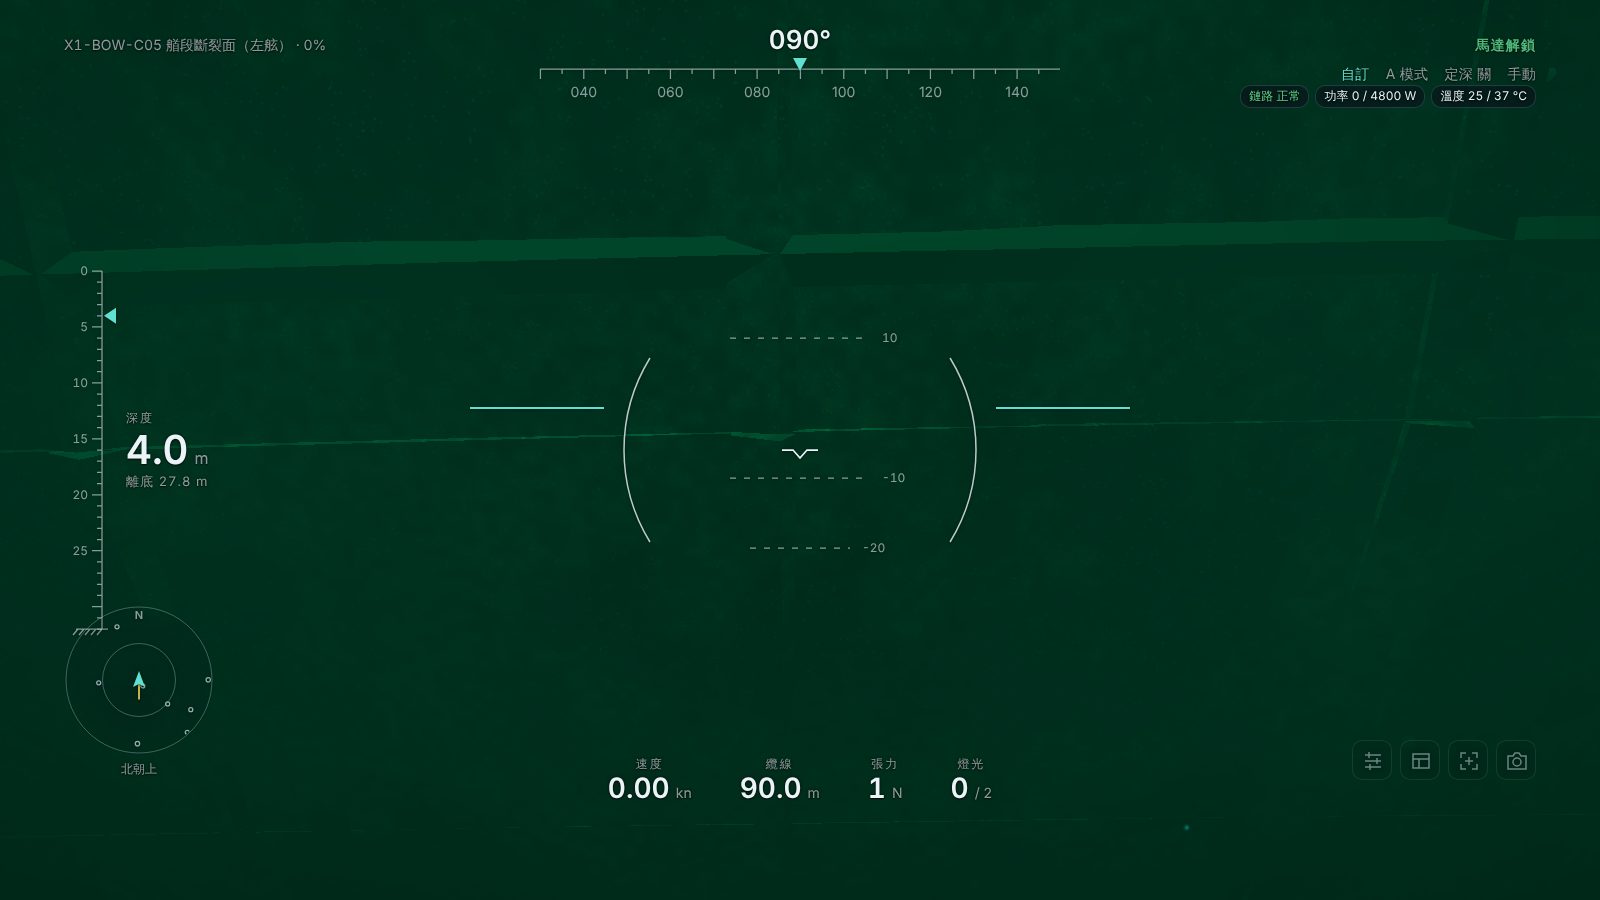 X1-BOW-C05 艏段斷裂面（左舷） · 0%
090°
040 060 080 100 120 140
馬達解鎖
自訂 A 模式 定深 關 手動
鏈路 正常 功率 0 / 4800 W 溫度 25 / 37 °C
0
5
10
15
20
25
深度
4.0 m
離底 27.8 m
10
-10
-20
N
北朝上
速度 纜線 張力 燈光
0.00 kn 90.0 m 1 N 0 / 2